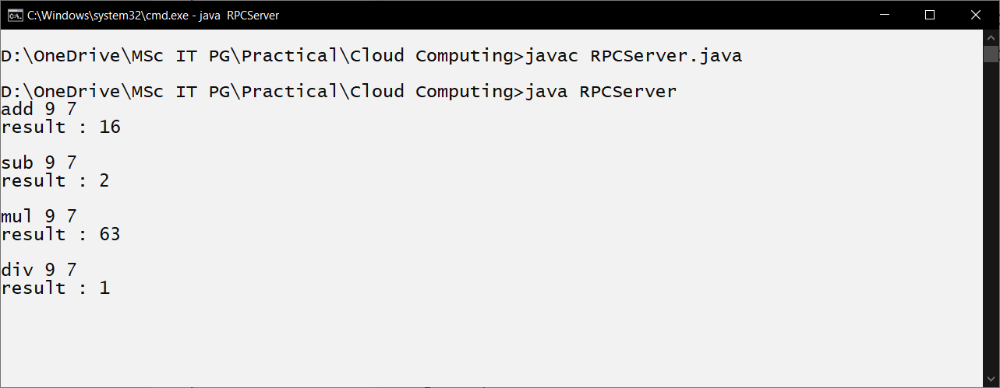 C:\Windows\system32\cmd.exe - java  RPCServer
D:\OneDrive\MSc IT PG\Practical\Cloud Computing>javac RPCServer.java
D:\OneDrive\MSc IT PG\Practical\Cloud Computing>java RPCServer
add 9 7
result : 16
sub 9 7
result : 2
mul 9 7
result : 63
div 9 7
result : 1